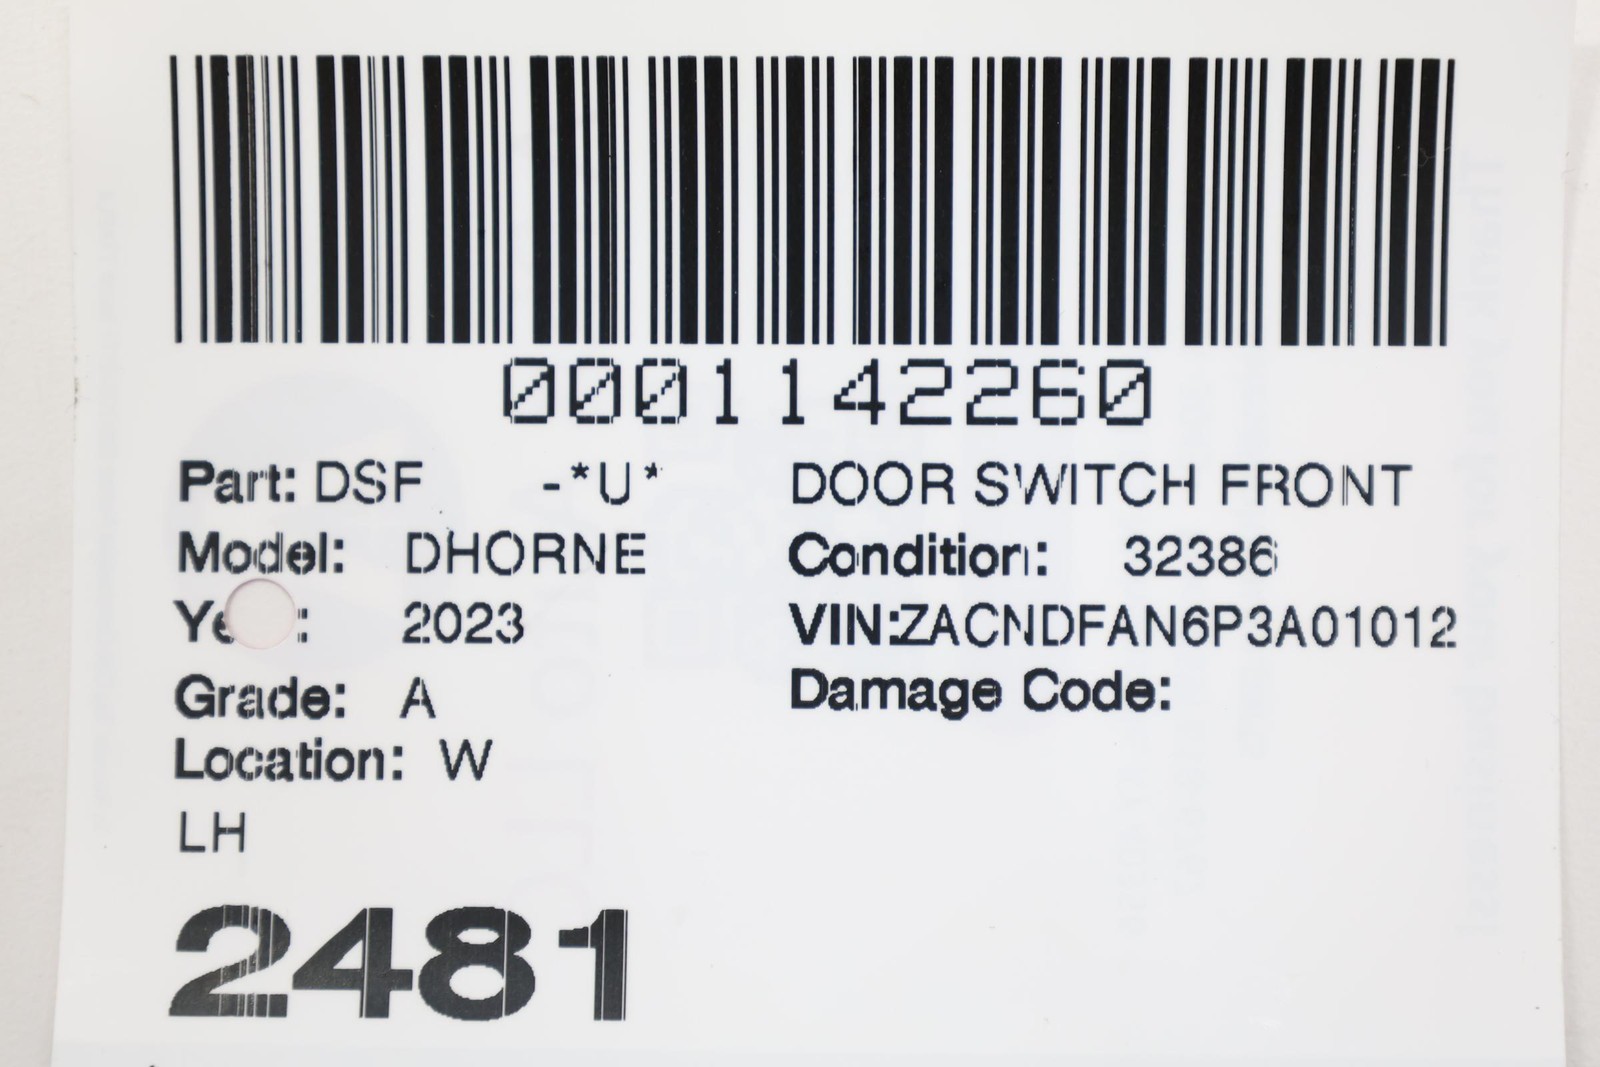 0001142260
Part: DSF -*U* DOOR SWITCH FRONT
Model: DHORNE Condition: 32386
2023 VIN:ZACNDFAN6P3A01012
Grade: A Damage Code:
Location: W
LH
2481